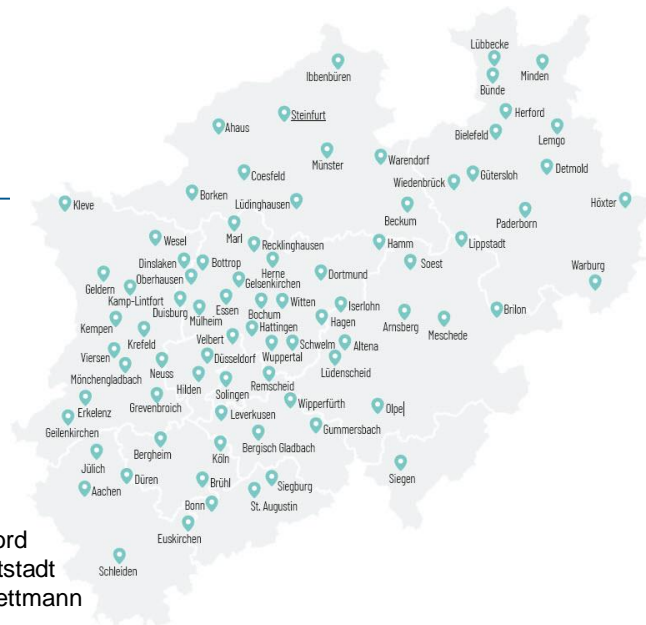 Lübbecke
Minden
Ibbenbüren
Bünde
Steinfurt
Herford
Ahaus
Bielefeld
Lemgo
Münster
Warendorf
Coesfeld
Wiedenbrück
Gütersloh
Detmold
Kleve
Borken
Lüdinghausen
Beckum
Paderborn
Höxter
Marl
Wesel
Recklinghausen
Hamm
Lippstadt
Dinslaken
Bottrop
Herne
Soest
Warburg
Oberhausen
Gelsenkirchen
Dortmund
Geldern
Kamp-Lintfort
Duisburg
Essen
Witten
Iserlohn
Brilon
Mülheim
Bochum
Hagen
Arnsberg
Meschede
Kempen
Krefeld
Hattingen
Velbert
Schwelm
Altena
Viersen
Düsseldorf
Wuppertal
Mönchengladbach
Neuss
Lüdenscheid
Hilden
Solingen
Remscheid
Erkelenz
Grevenbroich
Wipperfürth
Olpe
Leverkusen
Geilenkirchen
Gummersbach
Bergheim
Köln
Bergisch Gladbach
Jülich
Siegen
Aachen
Düren
Brühl
Siegburg
St. Augustin
Bonn
Euskirchen
ord
tstadt
Schleiden
ettmann